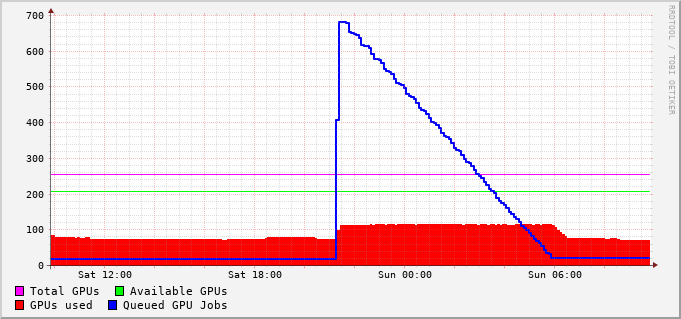 RRDTOOL / TOBI OETIKER
700
600
500
400
300
200
100
0
Sat 12:00 Sat 18:00 Sun 00:00 Sun 06:00
Total GPUs Available GPUs
GPUs used Queued GPU Jobs